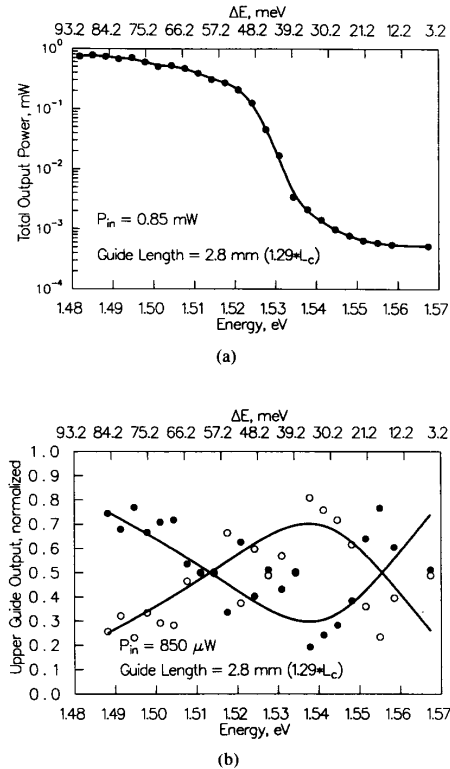 ΔE, meV
93.2 84.2 75.2 66.2 57.2 48.2 39.2 30.2 21.2 12.2 3.2
10⁰
10⁻¹
10⁻²
10⁻³
10⁻⁴
Total Output Power, mW
P_in = 0.85 mW
Guide Length = 2.8 mm (1.29*L_c)
1.48 1.49 1.50 1.51 1.52 1.53 1.54 1.55 1.56 1.57
Energy, eV
(a)
ΔE, meV
93.2 84.2 75.2 66.2 57.2 48.2 39.2 30.2 21.2 12.2 3.2
1.0
0.9
0.8
0.7
0.6
0.5
0.4
0.3
0.2
0.1
0.0
Upper Guide Output, normalized
P_in = 850 μW
Guide Length = 2.8 mm (1.29*L_c)
1.48 1.49 1.50 1.51 1.52 1.53 1.54 1.55 1.56 1.57
Energy, eV
(b)